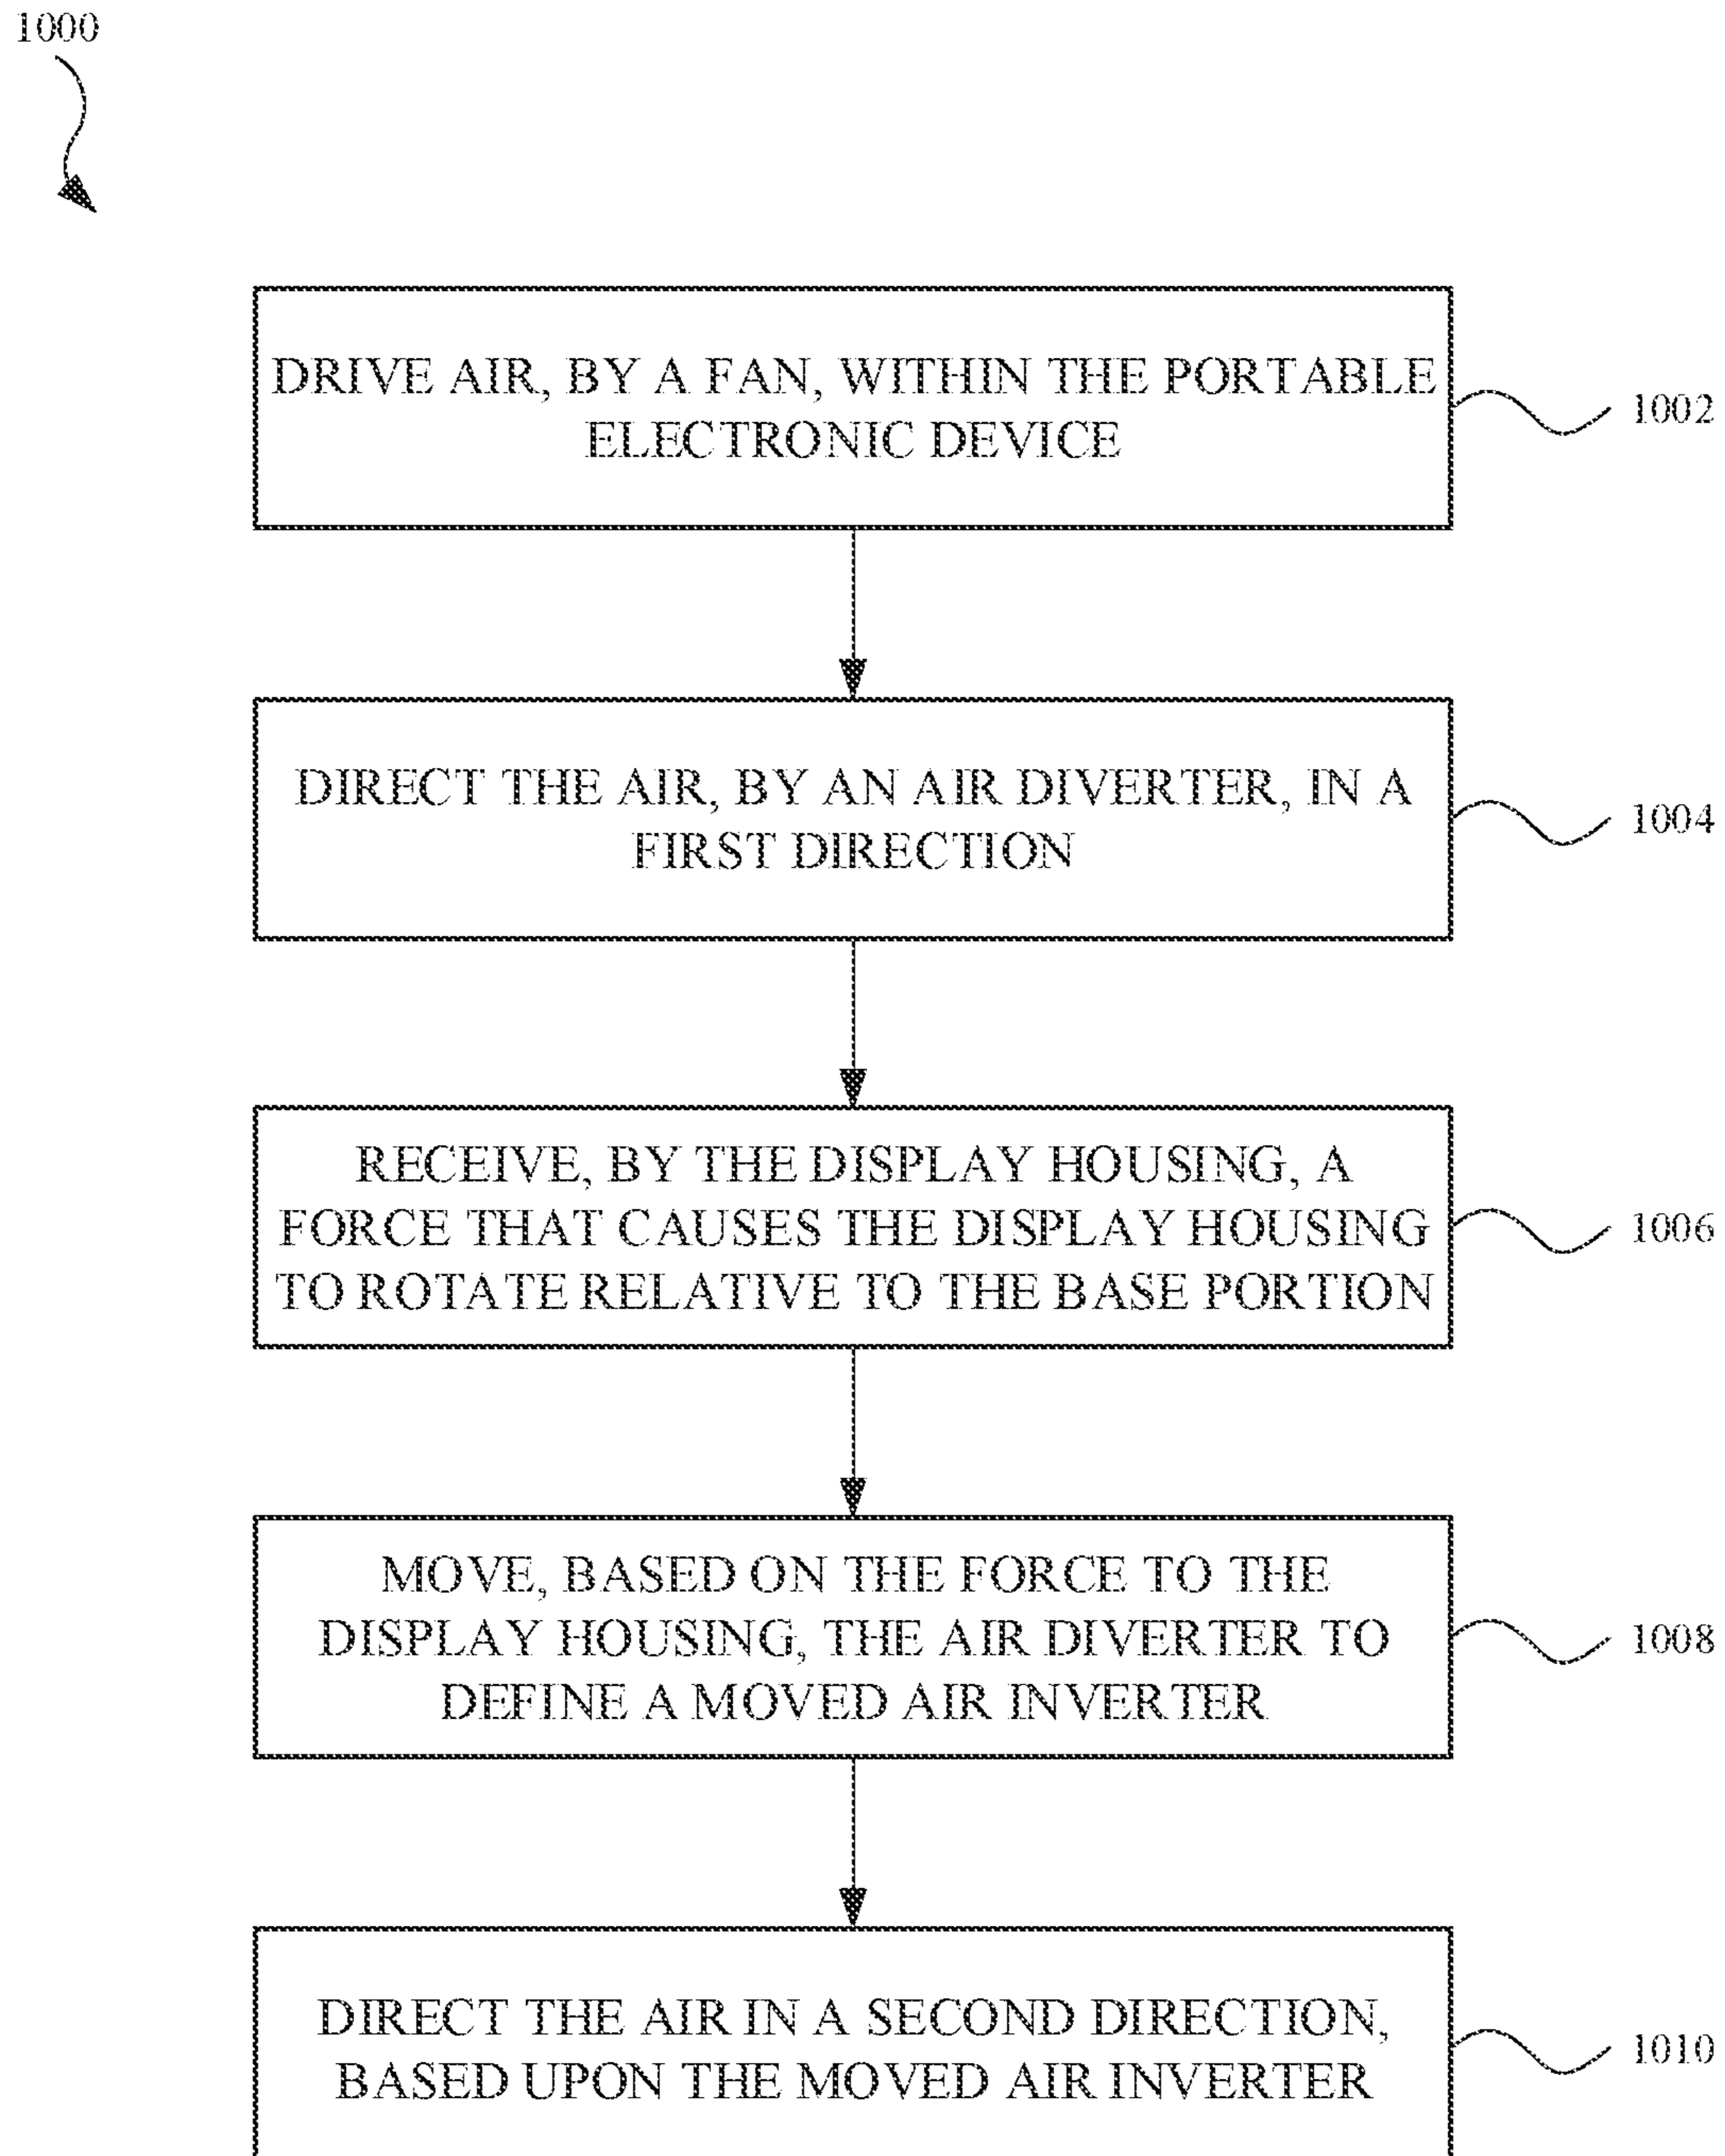 1000
DRIVE AIR, BY A FAN, WITHIN THE PORTABLE
ELECTRONIC DEVICE
1002
DIRECT THE AIR, BY AN AIR DIVERTER, IN A
FIRST DIRECTION
1004
RECEIVE, BY THE DISPLAY HOUSING, A
FORCE THAT CAUSES THE DISPLAY HOUSING
TO ROTATE RELATIVE TO THE BASE PORTION
1006
MOVE, BASED ON THE FORCE TO THE
DISPLAY HOUSING, THE AIR DIVERTER TO
DEFINE A MOVED AIR INVERTER
1008
DIRECT THE AIR IN A SECOND DIRECTION,
BASED UPON THE MOVED AIR INVERTER
1010